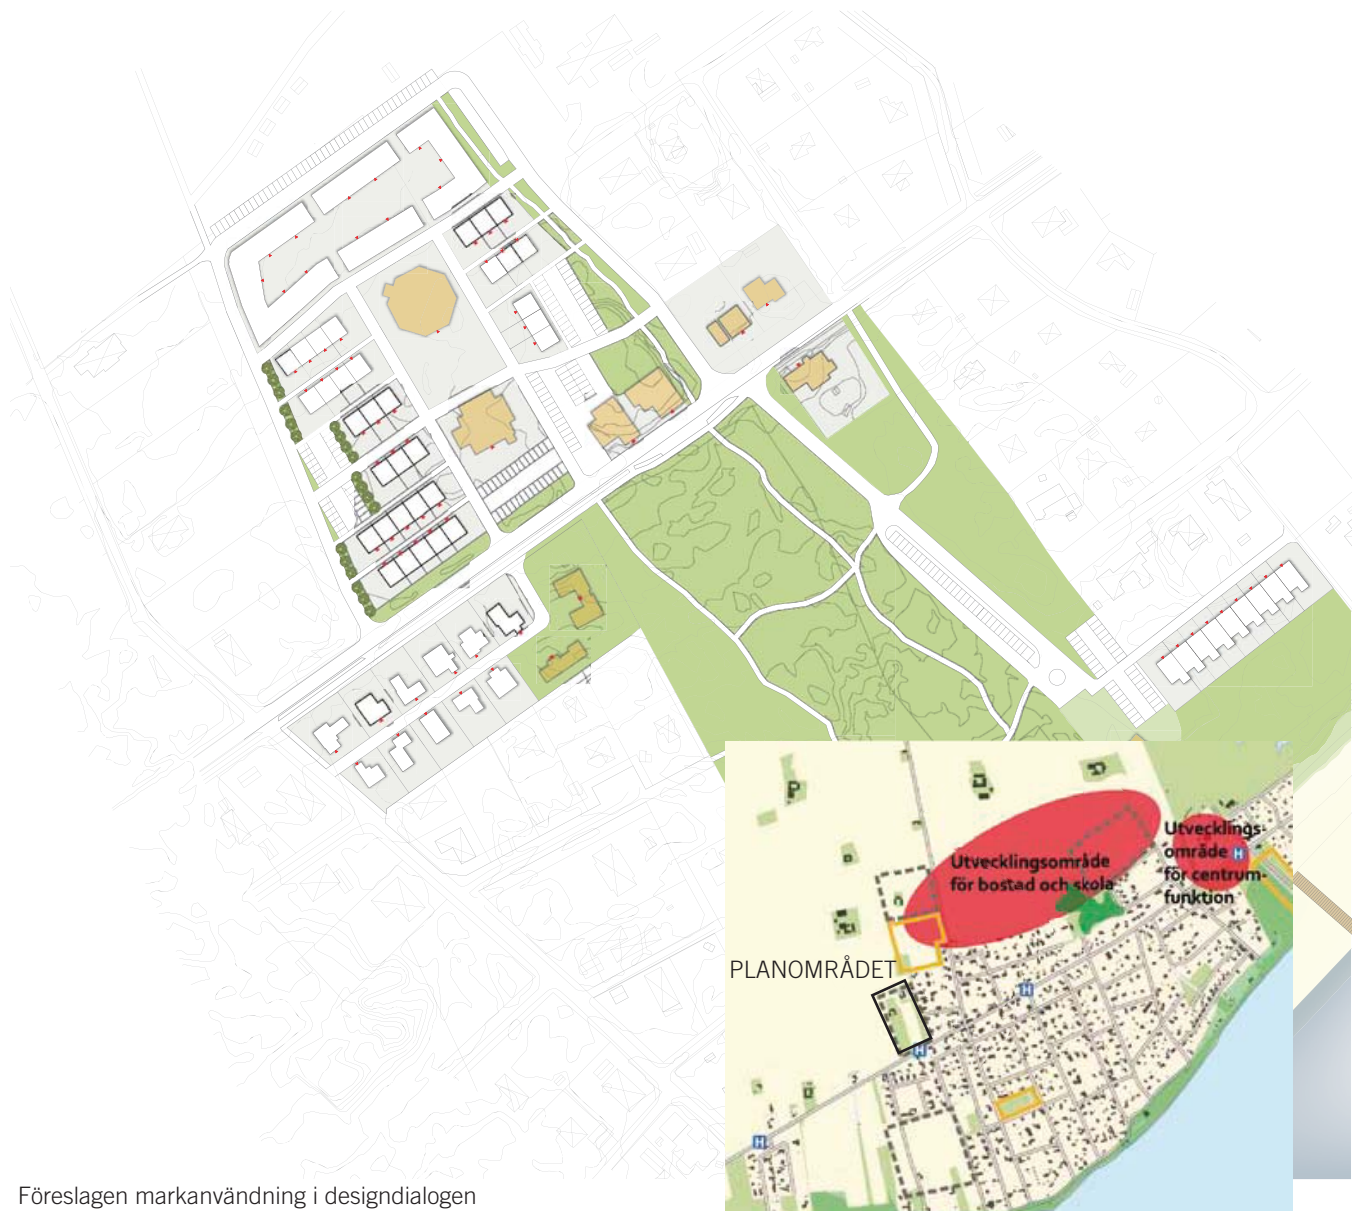 Utvecklingsområde
för bostad och skola
Utvecklings-
område H
för centrum-
funktion
PLANOMRÅDET
H
H
H
Föreslagen markanvändning i designdialogen